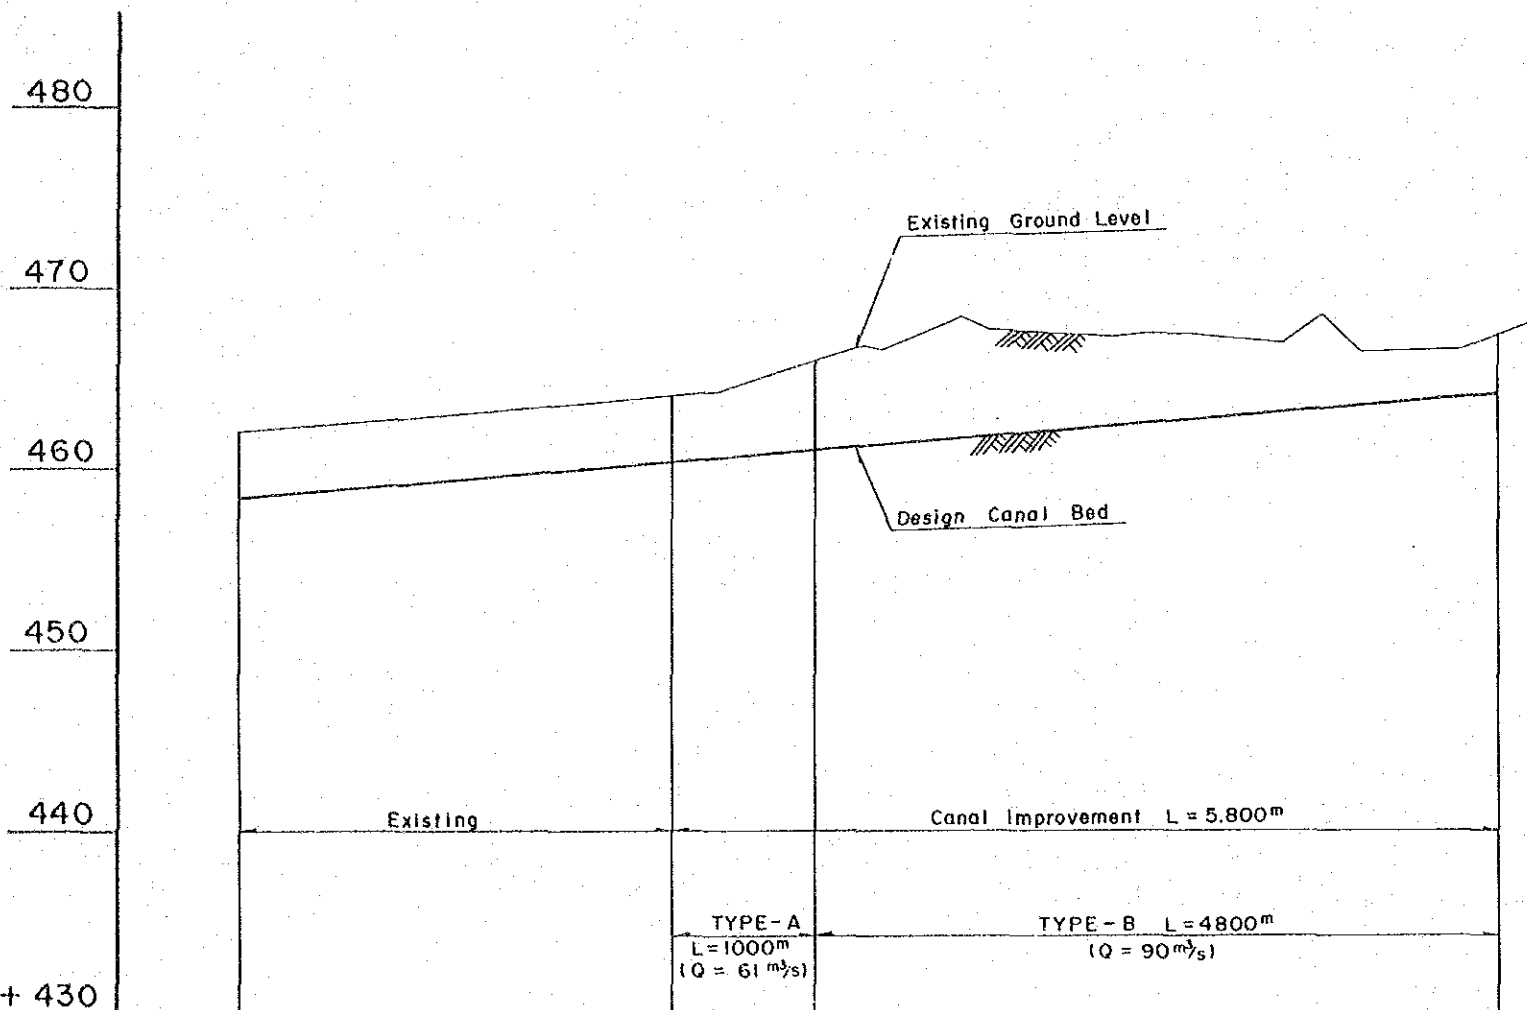 480
Existing Ground Level
470
460
Design Canal Bed
450
440
Existing
Canal Improvement L = 5.800m
TYPE-A
L=1000m
(Q = 61 m³/s)
TYPE-B L=4800m
(Q = 90m³/s)
+ 430